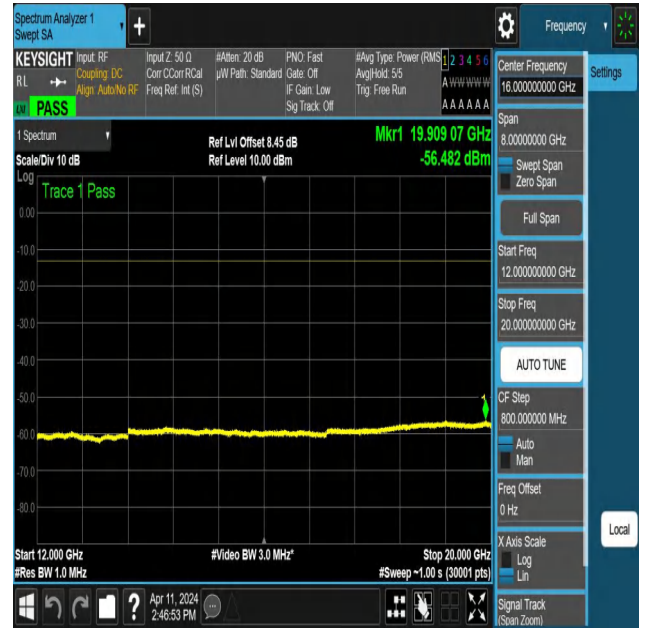 Spectrum Analyzer 1
Swept SA
+
Frequency
KEYSIGHT
RL
LXI PASS
Input: RF
Coupling: DC
Align: Auto/No RF
Input Z: 50 Ω
Corr CCorr RCal
Freq Ref: Int (S)
#Atten: 20 dB
µW Path: Standard
PNO: Fast
Gate: Off
IF Gain: Low
Sig Track: Off
#Avg Type: Power (RMS
Avg|Hold: 5/5
Trig: Free Run
1 2 3 4 5 6
A W W W W W
A A A A A A
Center Frequency
16.000000000 GHz
Settings
Span
8.00000000 GHz
Swept Span
Zero Span
Full Span
Start Freq
12.000000000 GHz
Stop Freq
20.000000000 GHz
AUTO TUNE
CF Step
800.000000 MHz
Auto
Man
Freq Offset
0 Hz
X Axis Scale
Log
Lin
Signal Track
(Span Zoom)
Local
1 Spectrum
Scale/Div 10 dB
Ref Lvl Offset 8.45 dB
Ref Level 10.00 dBm
Mkr1 19.909 07 GHz
-56.482 dBm
Log
Trace 1 Pass
0.00
-10.0
-20.0
-30.0
-40.0
-50.0
-60.0
-70.0
-80.0
1
Start 12.000 GHz
#Res BW 1.0 MHz
#Video BW 3.0 MHz*
Stop 20.000 GHz
#Sweep ~1.00 s (30001 pts)
?
Apr 11, 2024
2:46:53 PM